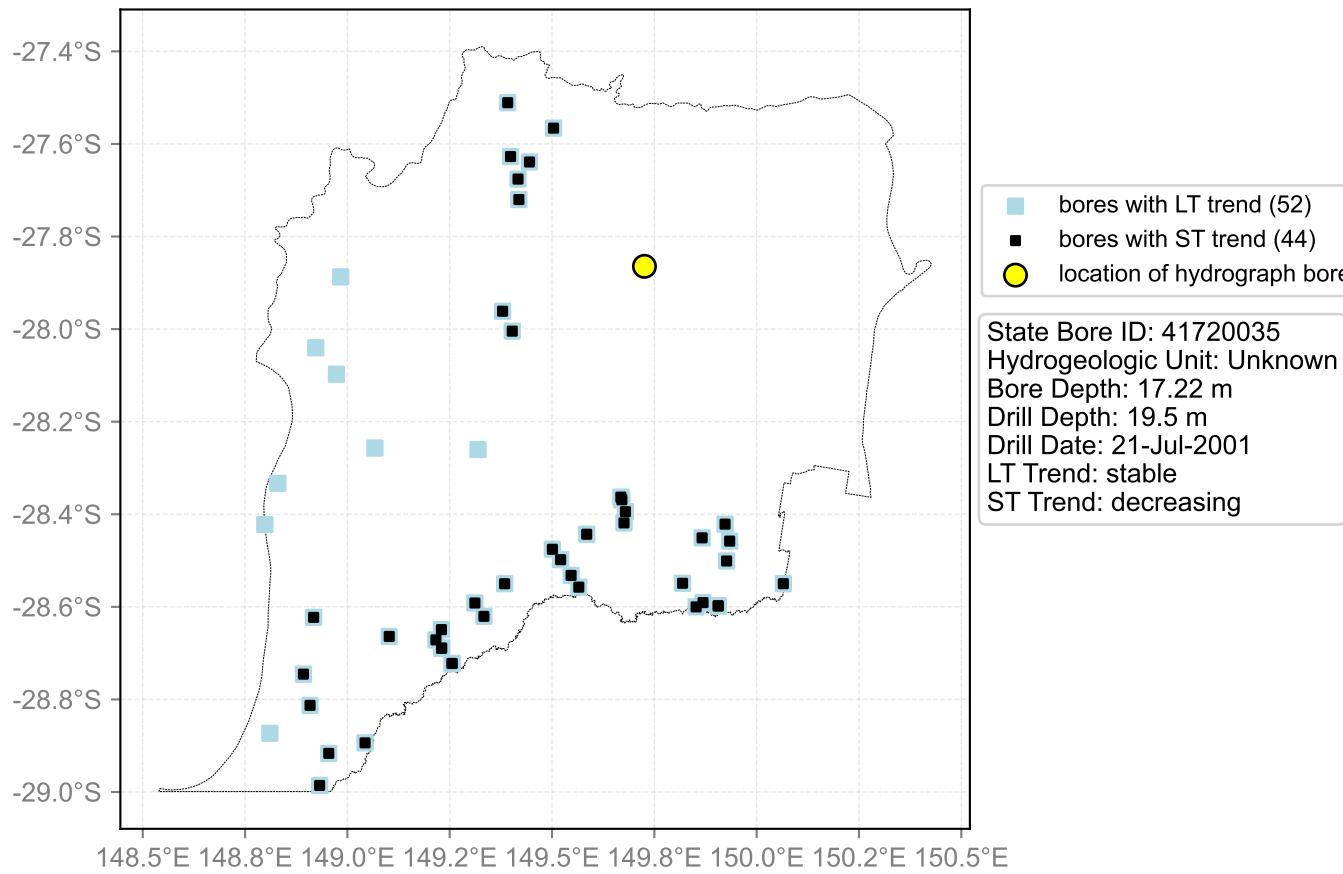 -27.4°S
-27.6°S
-27.8°S
-28.0°S
-28.2°S
-28.4°S
-28.6°S
-28.8°S
-29.0°S
148.5°E 148.8°E 149.0°E 149.2°E 149.5°E 149.8°E 150.0°E 150.2°E 150.5°E
bores with LT trend (52)
bores with ST trend (44)
location of hydrograph bore
State Bore ID: 41720035
Hydrogeologic Unit: Unknown
Bore Depth: 17.22 m
Drill Depth: 19.5 m
Drill Date: 21-Jul-2001
LT Trend: stable
ST Trend: decreasing